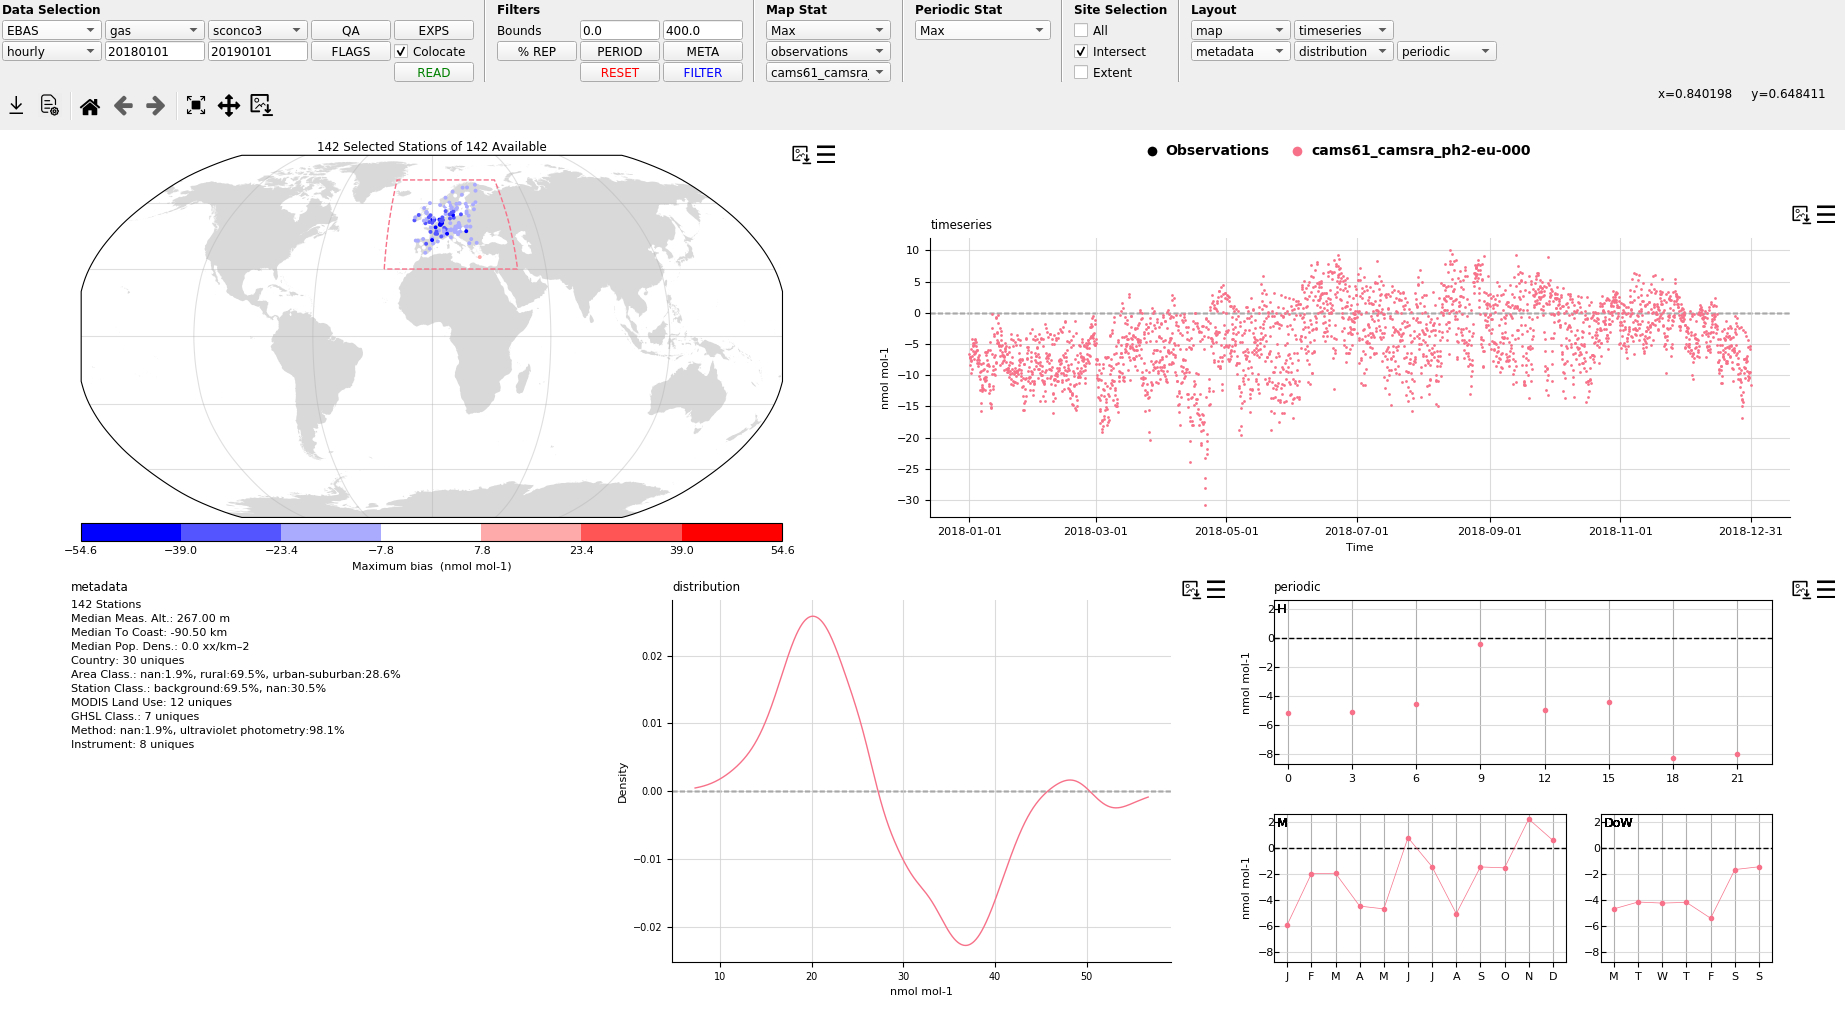 Data Selection
EBAS gas sconco3 QA EXPS
hourly 20180101 20190101 FLAGS Colocate
READ
Filters
Bounds 0.0 400.0
% REP PERIOD META
RESET FILTER
Map Stat
Max
observations
cams61_camsra_
Periodic Stat
Max
Site Selection
All
Intersect
Extent
Layout
map timeseries
metadata distribution periodic
x=0.840198 y=0.648411
142 Selected Stations of 142 Available
−54.6 −39.0 −23.4 −7.8 7.8 23.4 39.0 54.6
Maximum bias (nmol mol-1)
Observations cams61_camsra_ph2-eu-000
timeseries
10
5
0
−5
−10
−15
−20
−25
−30
nmol mol-1
2018-01-01 2018-03-01 2018-05-01 2018-07-01 2018-09-01 2018-11-01 2018-12-31
Time
metadata
142 Stations
Median Meas. Alt.: 267.00 m
Median To Coast: -90.50 km
Median Pop. Dens.: 0.0 xx/km–2
Country: 30 uniques
Area Class.: nan:1.9%, rural:69.5%, urban-suburban:28.6%
Station Class.: background:69.5%, nan:30.5%
MODIS Land Use: 12 uniques
GHSL Class.: 7 uniques
Method: nan:1.9%, ultraviolet photometry:98.1%
Instrument: 8 uniques
distribution
0.02
0.01
0.00
−0.01
−0.02
Density
10 20 30 40 50
nmol mol-1
periodic
H
2
0
−2
−4
−6
−8
nmol mol-1
0 3 6 9 12 15 18 21
M
2
0
−2
−4
−6
−8
nmol mol-1
J F M A M J J A S O N D
DoW
2
0
−2
−4
−6
−8
M T W T F S S